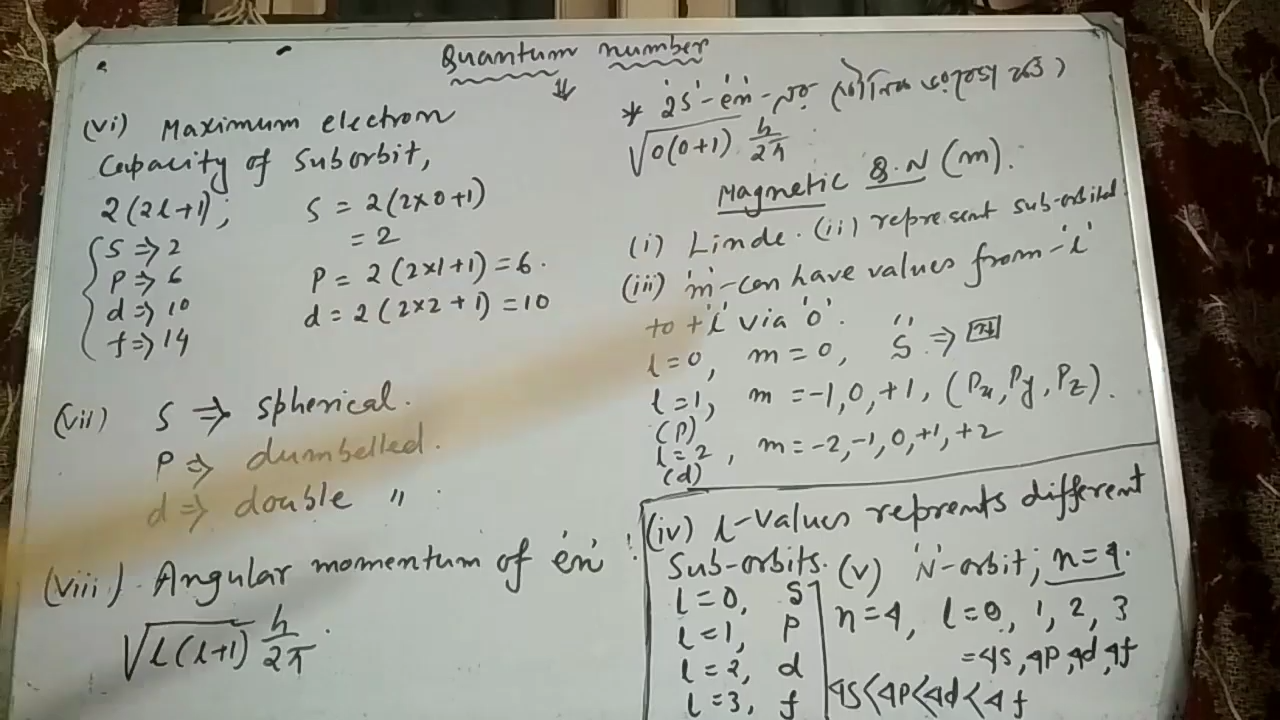 Quantum number
(vi) Maximum electron
Capacity of Suborbit,
2(2l+1);
S ⇒ 2
P ⇒ 6
d ⇒ 10
f ⇒ 14
S = 2(2×0+1)
= 2
P = 2(2×1+1) = 6.
d = 2(2×2+1) = 10
(vii) S ⇒ spherical.
P ⇒ dumbelled.
d ⇒ double "
(viii) Angular momentum of én
√l(l+1) h/2π.
* 2s-én-
√0(0+1) h/2π
Magnetic Q.N (m).
(i) Linde. (ii) represent sub-orbital
(iii) 'm'-can have values from -'l'
to +'l' via 'o'.
l=0, m=0, 'S' ⇒ ⇅
l=1, m=-1,0,+1, (Px, Py, Pz).
(P)
l=2, m=-2,-1,0,+1,+2
(d)
(iv) l-values reprents different
Sub-orbits. (v) 'N'-orbit; n=4.
l=0, S
l=1, P
l=2, d
l=3, f
n=4, l=0, 1, 2, 3
=4s, 4p, 4d, 4f
4s<4p<4d<4f